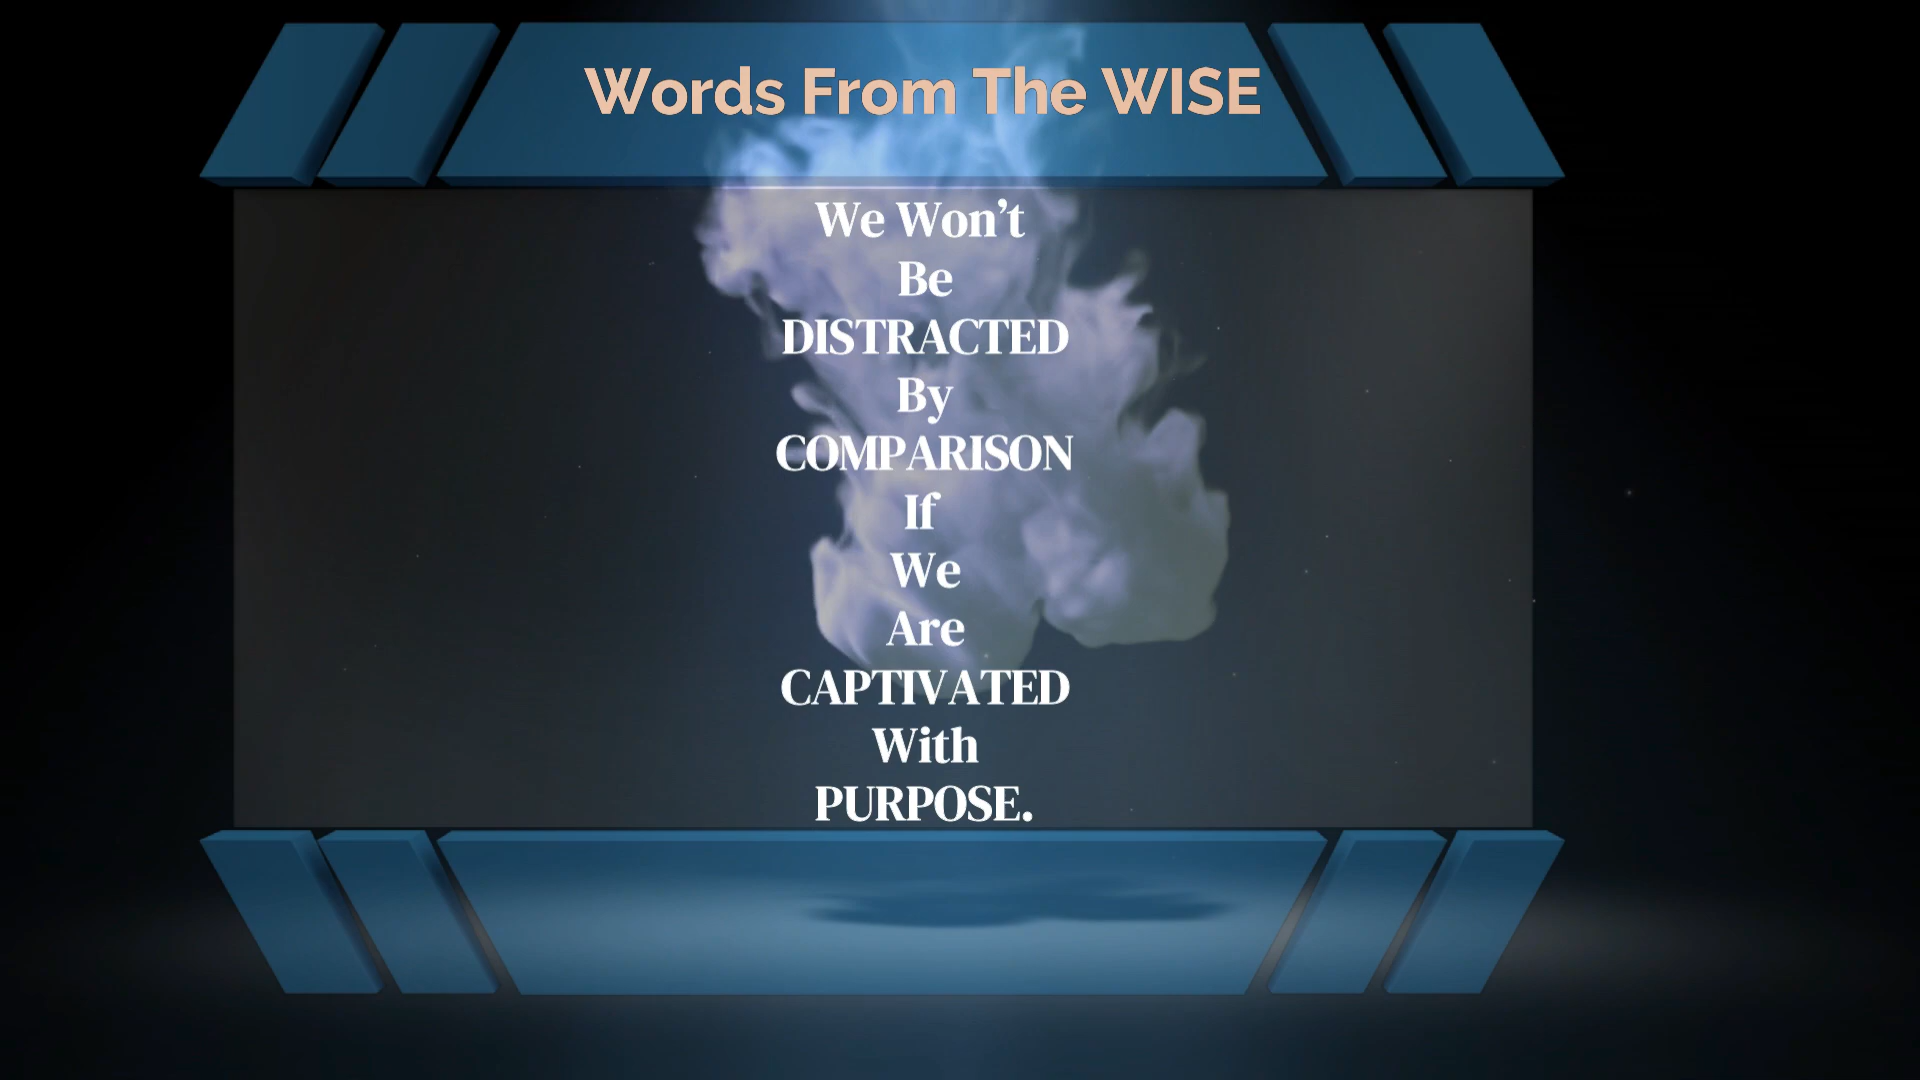 Words From The WISE
We Won’t
Be
DISTRACTED
By
COMPARISON
If
We
Are
CAPTIVATED
With
PURPOSE.